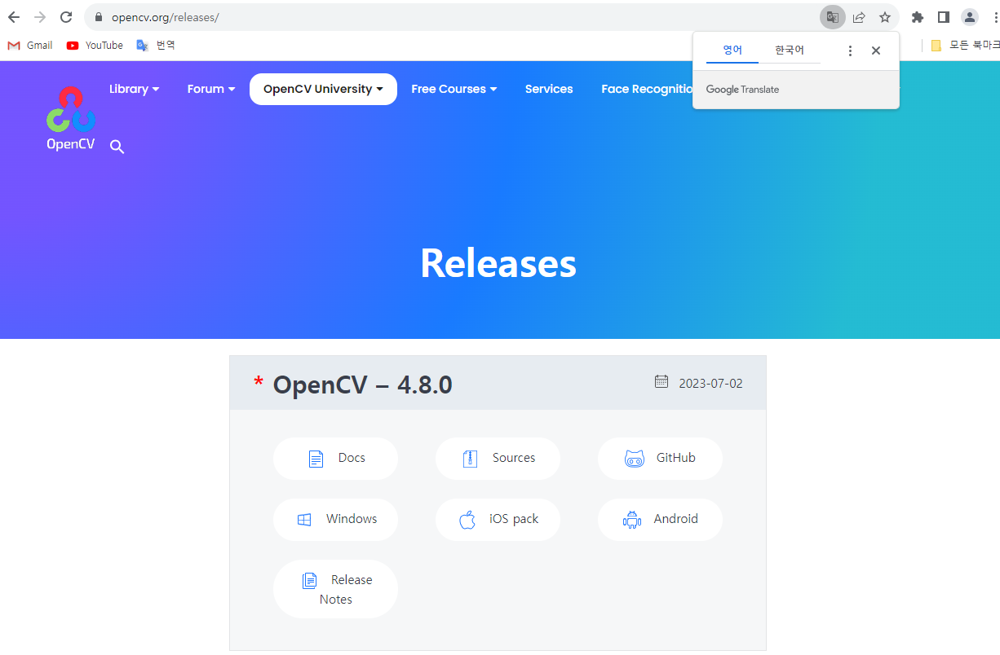 opencv.org/releases/
Gmail YouTube 번역 모든 북마크
영어 한국어
Google Translate
Library Forum OpenCV University Free Courses Services Face Recognitio
OpenCV
Releases
* OpenCV – 4.8.0 2023-07-02
Docs Sources GitHub
Windows iOS pack Android
Release
Notes